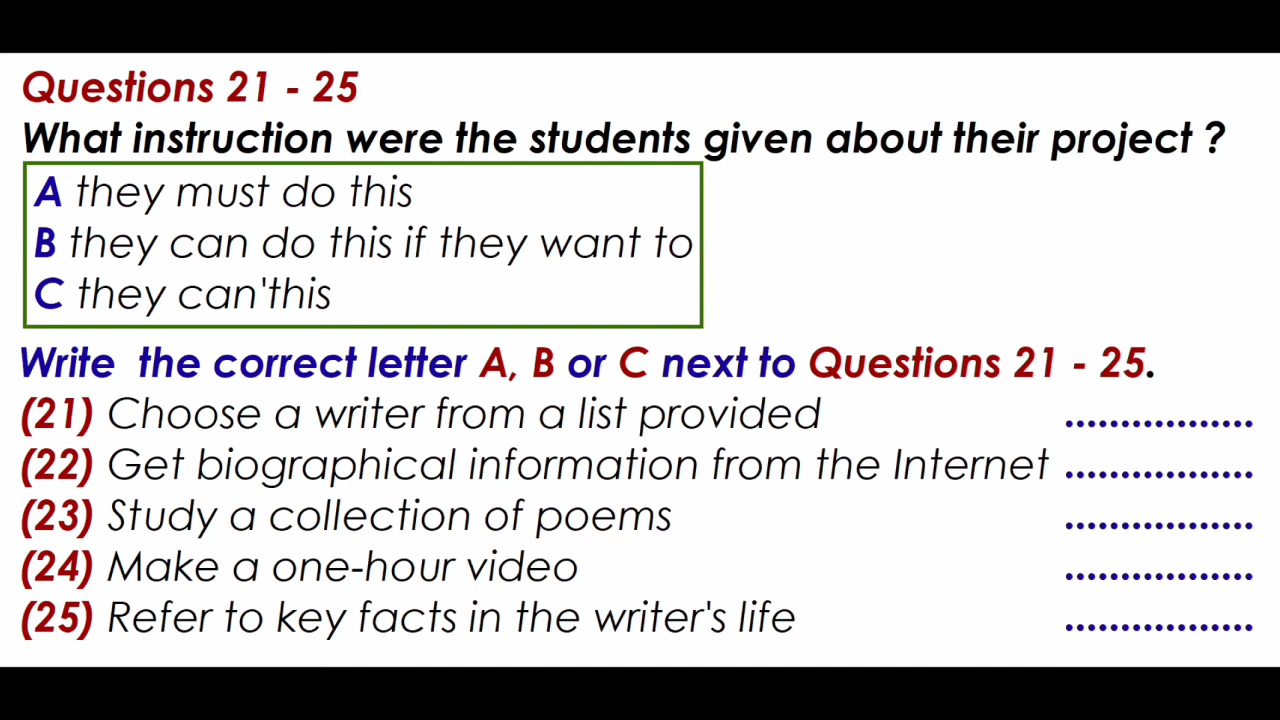 Questions 21 - 25
What instruction were the students given about their project ?
A they must do this
B they can do this if they want to
C they can'this
Write the correct letter A, B or C next to Questions 21 - 25.
(21) Choose a writer from a list provided .................
(22) Get biographical information from the Internet .................
(23) Study a collection of poems .................
(24) Make a one-hour video .................
(25) Refer to key facts in the writer's life .................